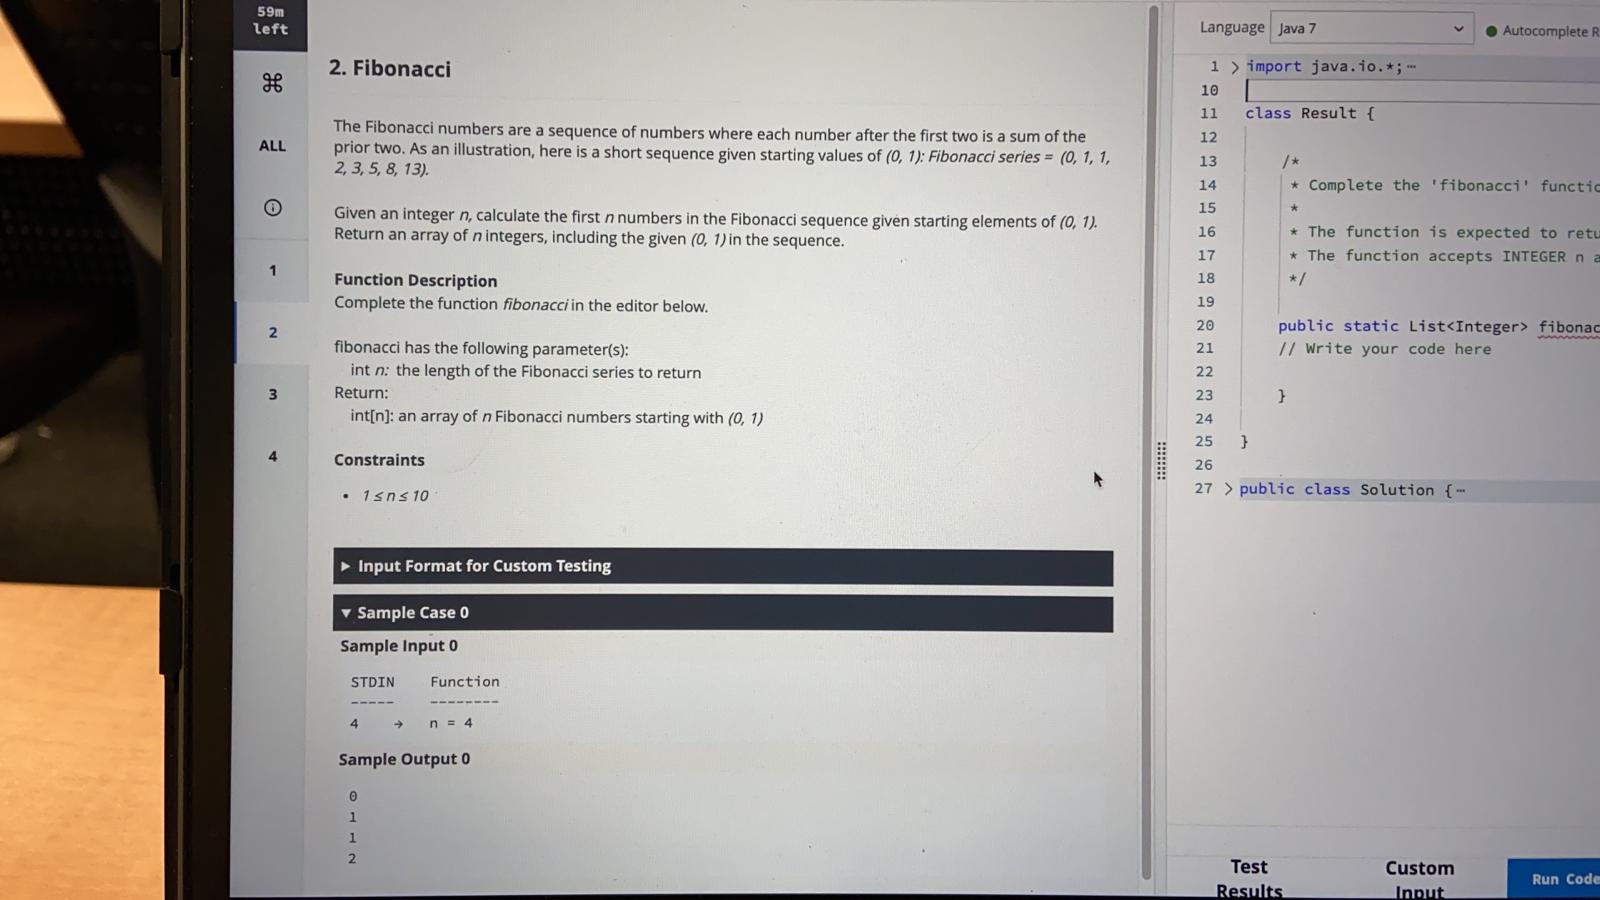 59m
left
⌘
ALL
1
2
3
4
2. Fibonacci
The Fibonacci numbers are a sequence of numbers where each number after the first two is a sum of the
prior two. As an illustration, here is a short sequence given starting values of (0, 1): Fibonacci series = (0, 1, 1,
2, 3, 5, 8, 13).
Given an integer n, calculate the first n numbers in the Fibonacci sequence given starting elements of (0, 1).
Return an array of n integers, including the given (0, 1) in the sequence.
Function Description
Complete the function fibonacci in the editor below.
fibonacci has the following parameter(s):
int n: the length of the Fibonacci series to return
Return:
int[n]: an array of n Fibonacci numbers starting with (0, 1)
Constraints
• 1 ≤ n ≤ 10
▶ Input Format for Custom Testing
▼ Sample Case 0
Sample Input 0
STDIN Function
----- --------
4 → n = 4
Sample Output 0
0
1
1
2
Language Java 7 Autocomplete R
1 > import java.io.*;⋯
10
11 class Result {
12
13 /*
14 * Complete the 'fibonacci' functio
15 *
16 * The function is expected to retu
17 * The function accepts INTEGER n a
18 */
19
20 public static List<Integer> fibonac
21 // Write your code here
22
23 }
24
25 }
26
27 > public class Solution {⋯
Test
Results
Custom
Input
Run Code